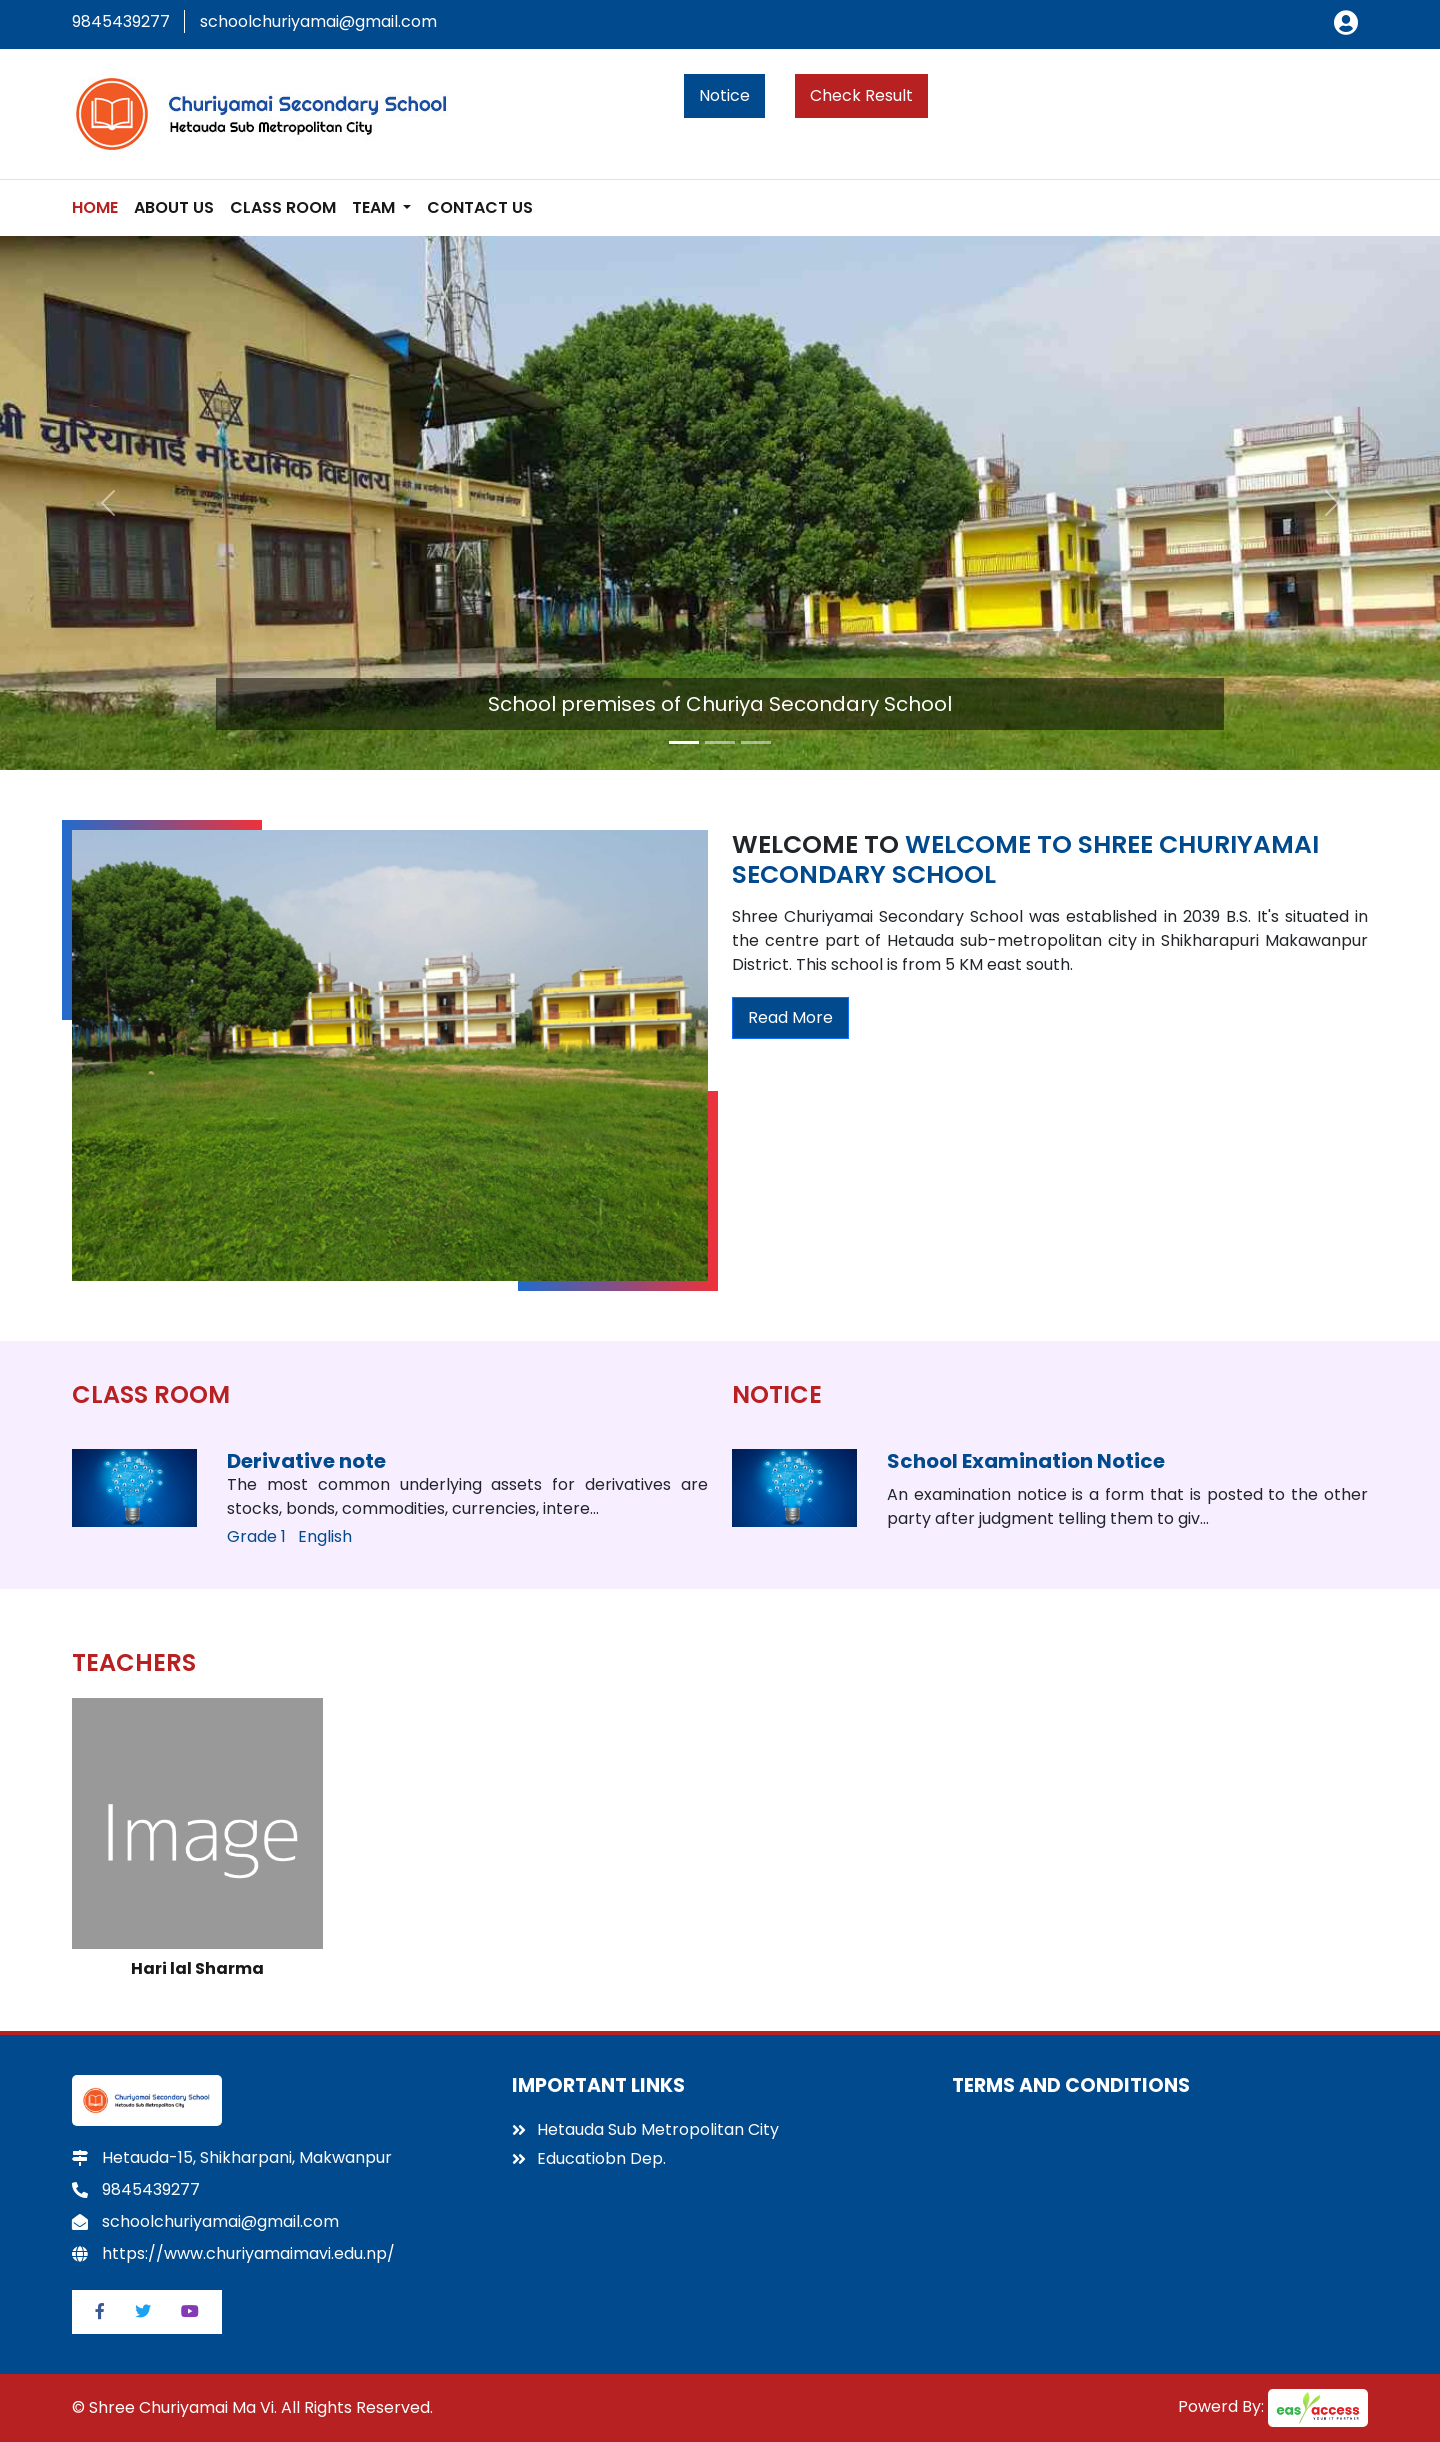 9845439277
schoolchuriyamai@gmail.com
Churiyamai Secondary School
Hetauda Sub Metropolitan City
Notice
Check Result
HOME
ABOUT US
CLASS ROOM
TEAM
CONTACT US
श्री चुरियामाई माध्यमिक विद्यालय
School premises of Churiya Secondary School
WELCOME TO WELCOME TO SHREE CHURIYAMAI
SECONDARY SCHOOL
Shree Churiyamai Secondary School was established in 2039 B.S. It's situated in
the centre part of Hetauda sub-metropolitan city in Shikharapuri Makawanpur
District. This school is from 5 KM east south.
Read More
CLASS ROOM
Derivative note
The most common underlying assets for derivatives are
stocks, bonds, commodities, currencies, intere...
Grade 1 English
NOTICE
School Examination Notice
An examination notice is a form that is posted to the other
party after judgment telling them to giv...
TEACHERS
Image
Hari lal Sharma
Churiyamai Secondary School
Hetauda Sub Metropolitan City
Hetauda-15, Shikharpani, Makwanpur
9845439277
schoolchuriyamai@gmail.com
https://www.churiyamaimavi.edu.np/
IMPORTANT LINKS
Hetauda Sub Metropolitan City
Educatiobn Dep.
TERMS AND CONDITIONS
© Shree Churiyamai Ma Vi. All Rights Reserved.
Powerd By:
easy access
YOUR IT PARTNER